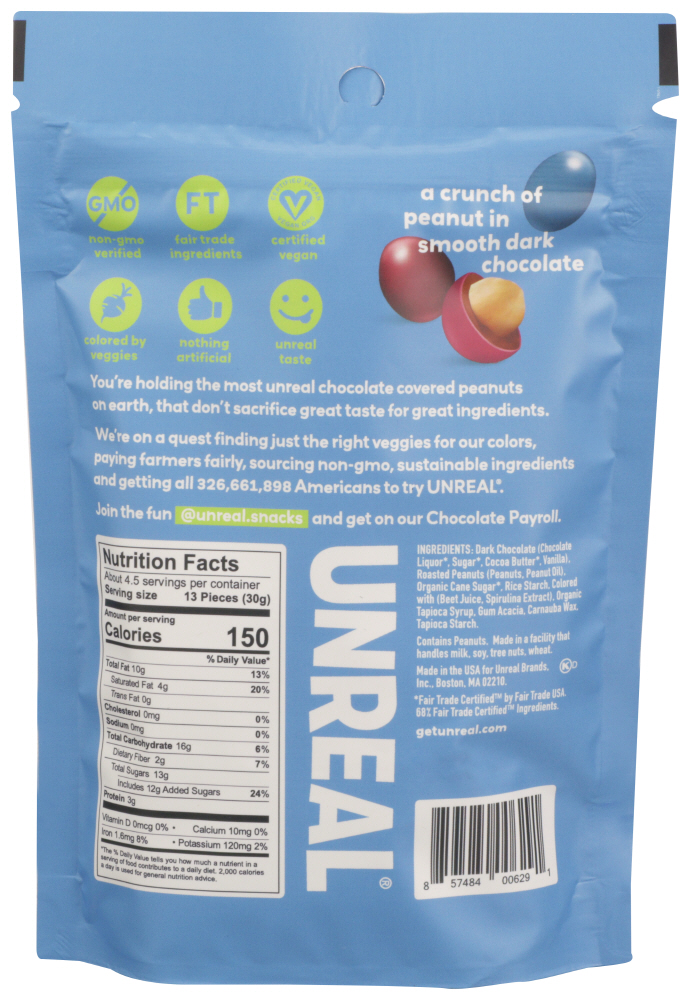 GMO
non-gmo
verified
FT
fair trade
ingredients
certified
vegan
colored by
veggies
nothing
artificial
unreal
taste
a crunch of
peanut in
smooth dark
chocolate
You're holding the most unreal chocolate covered peanuts
on earth, that don't sacrifice great taste for great ingredients.
We're on a quest finding just the right veggies for our colors,
paying farmers fairly, sourcing non-gmo, sustainable ingredients
and getting all 326,661,898 Americans to try UNREAL®.
Join the fun @unreal.snacks and get on our Chocolate Payroll.
Nutrition Facts
About 4.5 servings per container
Serving size 13 Pieces (30g)
Amount per serving
Calories 150
% Daily Value*
Total Fat 10g 13%
Saturated Fat 4g 20%
Trans Fat 0g
Cholesterol 0mg 0%
Sodium 0mg 0%
Total Carbohydrate 16g 6%
Dietary Fiber 2g 7%
Total Sugars 13g
Includes 12g Added Sugars 24%
Protein 3g
Vitamin D 0mcg 0% • Calcium 10mg 0%
Iron 1.6mg 8% • Potassium 120mg 2%
*The % Daily Value tells you how much a nutrient in a
serving of food contributes to a daily diet. 2,000 calories
a day is used for general nutrition advice.
UNREAL®
INGREDIENTS: Dark Chocolate (Chocolate
Liquor*, Sugar*, Cocoa Butter*, Vanilla),
Roasted Peanuts (Peanuts, Peanut Oil),
Organic Cane Sugar*, Rice Starch, Colored
with (Beet Juice, Spirulina Extract), Organic
Tapioca Syrup, Gum Acacia, Carnauba Wax,
Tapioca Starch.
Contains Peanuts. Made in a facility that
handles milk, soy, tree nuts, wheat.
Made in the USA for Unreal Brands,
Inc., Boston, MA 02210.
K D
*Fair Trade Certified™ by Fair Trade USA.
68% Fair Trade Certified™ Ingredients.
getunreal.com
8 57484 00629 1